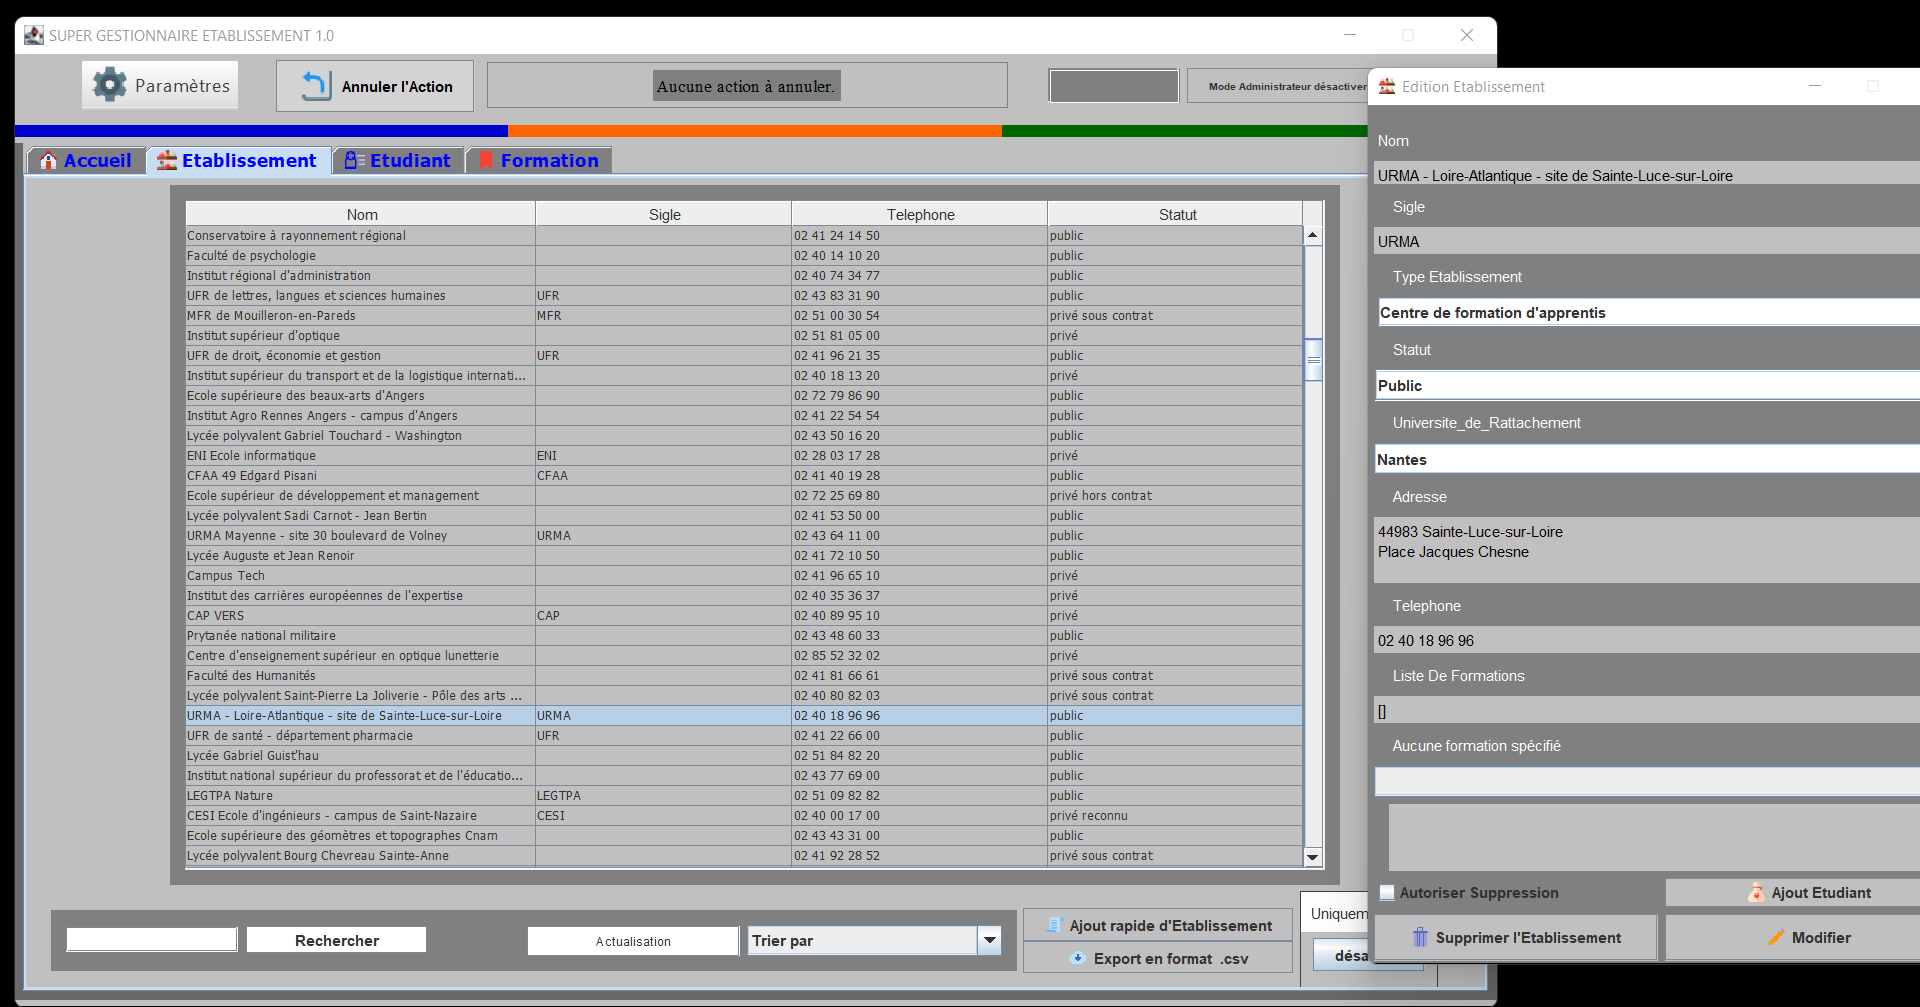 SUPER GESTIONNAIRE ETABLISSEMENT 1.0
Paramètres
Annuler l'Action
Aucune action à annuler.
Mode Administrateur désactiver
Accueil
Etablissement
Etudiant
Formation
Nom Sigle Telephone Statut
Conservatoire à rayonnement régional 02 41 24 14 50 public
Faculté de psychologie 02 40 14 10 20 public
Institut régional d'administration 02 40 74 34 77 public
UFR de lettres, langues et sciences humaines UFR 02 43 83 31 90 public
MFR de Mouilleron-en-Pareds MFR 02 51 00 30 54 privé sous contrat
Institut supérieur d'optique 02 51 81 05 00 privé
UFR de droit, économie et gestion UFR 02 41 96 21 35 public
Institut supérieur du transport et de la logistique internati... 02 40 18 13 20 privé
Ecole supérieure des beaux-arts d'Angers 02 72 79 86 90 public
Institut Agro Rennes Angers - campus d'Angers 02 41 22 54 54 public
Lycée polyvalent Gabriel Touchard - Washington 02 43 50 16 20 public
ENI Ecole informatique ENI 02 28 03 17 28 privé
CFAA 49 Edgard Pisani CFAA 02 41 40 19 28 public
Ecole supérieure de développement et management 02 72 25 69 80 privé hors contrat
Lycée polyvalent Sadi Carnot - Jean Bertin 02 41 53 50 00 public
URMA Mayenne - site 30 boulevard de Volney URMA 02 43 64 11 00 public
Lycée Auguste et Jean Renoir 02 41 72 10 50 public
Campus Tech 02 41 96 65 10 privé
Institut des carrières européennes de l'expertise 02 40 35 36 37 privé
CAP VERS CAP 02 40 89 95 10 privé
Prytanée national militaire 02 43 48 60 33 public
Centre d'enseignement supérieur en optique lunetterie 02 85 52 32 02 privé
Faculté des Humanités 02 41 81 66 61 privé sous contrat
Lycée polyvalent Saint-Pierre La Joliverie - Pôle des arts ... 02 40 80 82 03 privé sous contrat
URMA - Loire-Atlantique - site de Sainte-Luce-sur-Loire URMA 02 40 18 96 96 public
UFR de santé - département pharmacie UFR 02 41 22 66 00 public
Lycée Gabriel Guist'hau 02 51 84 82 20 public
Institut national supérieur du professorat et de l'éducatio... 02 43 77 69 00 public
LEGTPA Nature LEGTPA 02 51 09 82 82 public
CESI Ecole d'ingénieurs - campus de Saint-Nazaire CESI 02 40 00 17 00 privé reconnu
Ecole supérieure des géomètres et topographes Cnam 02 43 43 31 00 public
Lycée polyvalent Bourg Chevreau Sainte-Anne 02 41 92 28 52 privé sous contrat
Rechercher
Actualisation
Trier par
Ajout rapide d'Etablissement
Export en format .csv
Uniquem
désa
Edition Etablissement
Nom
URMA - Loire-Atlantique - site de Sainte-Luce-sur-Loire
Sigle
URMA
Type Etablissement
Centre de formation d'apprentis
Statut
Public
Universite_de_Rattachement
Nantes
Adresse
44983 Sainte-Luce-sur-Loire
Place Jacques Chesne
Telephone
02 40 18 96 96
Liste De Formations
[]
Aucune formation spécifié
Autoriser Suppression
Ajout Etudiant
Supprimer l'Etablissement
Modifier